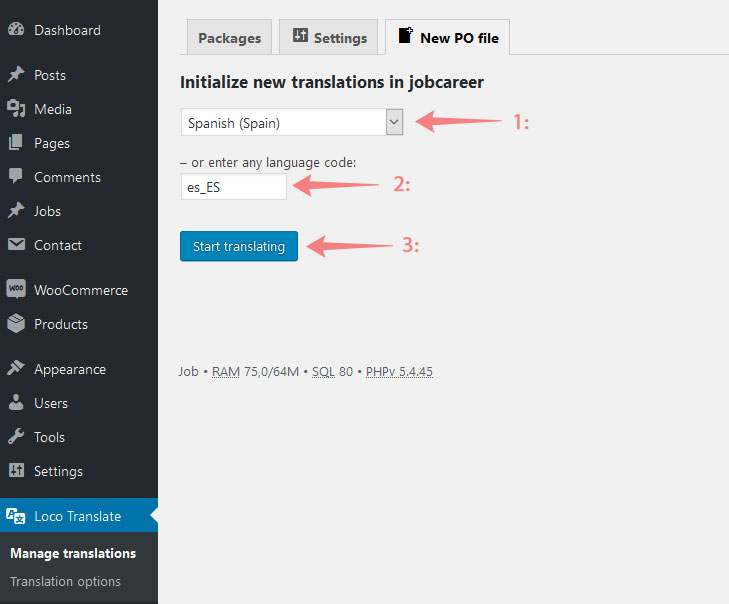 Dashboard
Posts
Media
Pages
Comments
Jobs
Contact
WOO
WooCommerce
Products
Appearance
Users
Tools
Settings
Loco Translate
Manage translations
Translation options
Packages
Settings
New PO file
Initialize new translations in jobcareer
Spanish (Spain)
1:
– or enter any language code:
es_ES
2:
Start translating
3:
Job • RAM 75,0/64M • SQL 80 • PHPv 5.4.45